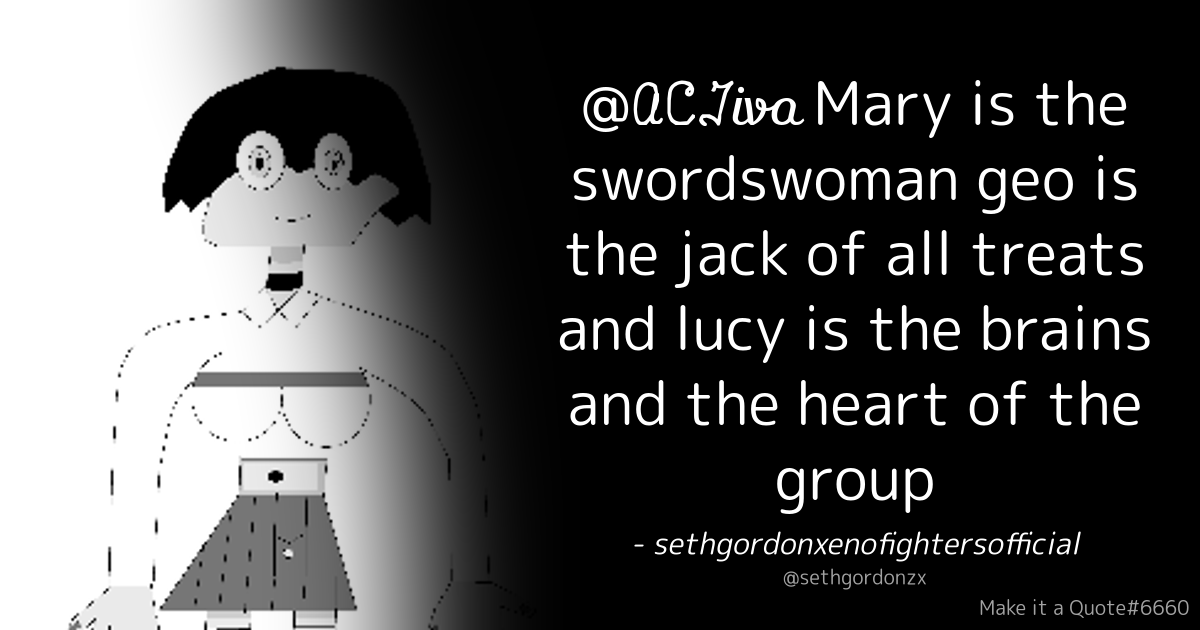 @𝓐𝓒𝓣𝓲𝓿𝓪 Mary is the
swordswoman geo is
the jack of all treats
and lucy is the brains
and the heart of the
group
- sethgordonxenofightersofficial
@sethgordonzx
Make it a Quote#6660